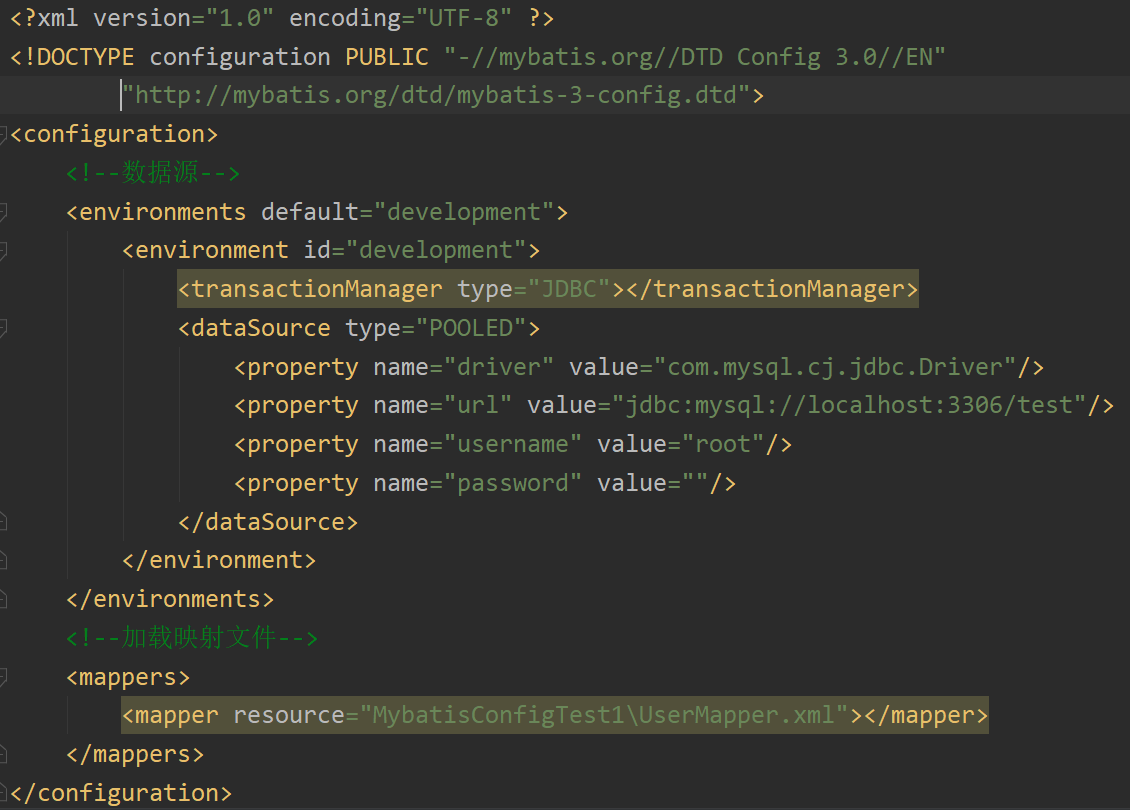 <?xml version="1.0" encoding="UTF-8" ?>
<!DOCTYPE configuration PUBLIC "-//mybatis.org//DTD Config 3.0//EN"
        "http://mybatis.org/dtd/mybatis-3-config.dtd">
<configuration>
    <!--数据源-->
    <environments default="development">
        <environment id="development">
            <transactionManager type="JDBC"></transactionManager>
            <dataSource type="POOLED">
                <property name="driver" value="com.mysql.cj.jdbc.Driver"/>
                <property name="url" value="jdbc:mysql://localhost:3306/test"/>
                <property name="username" value="root"/>
                <property name="password" value=""/>
            </dataSource>
        </environment>
    </environments>
    <!--加载映射文件-->
    <mappers>
        <mapper resource="MybatisConfigTest1\UserMapper.xml"></mapper>
    </mappers>
</configuration>